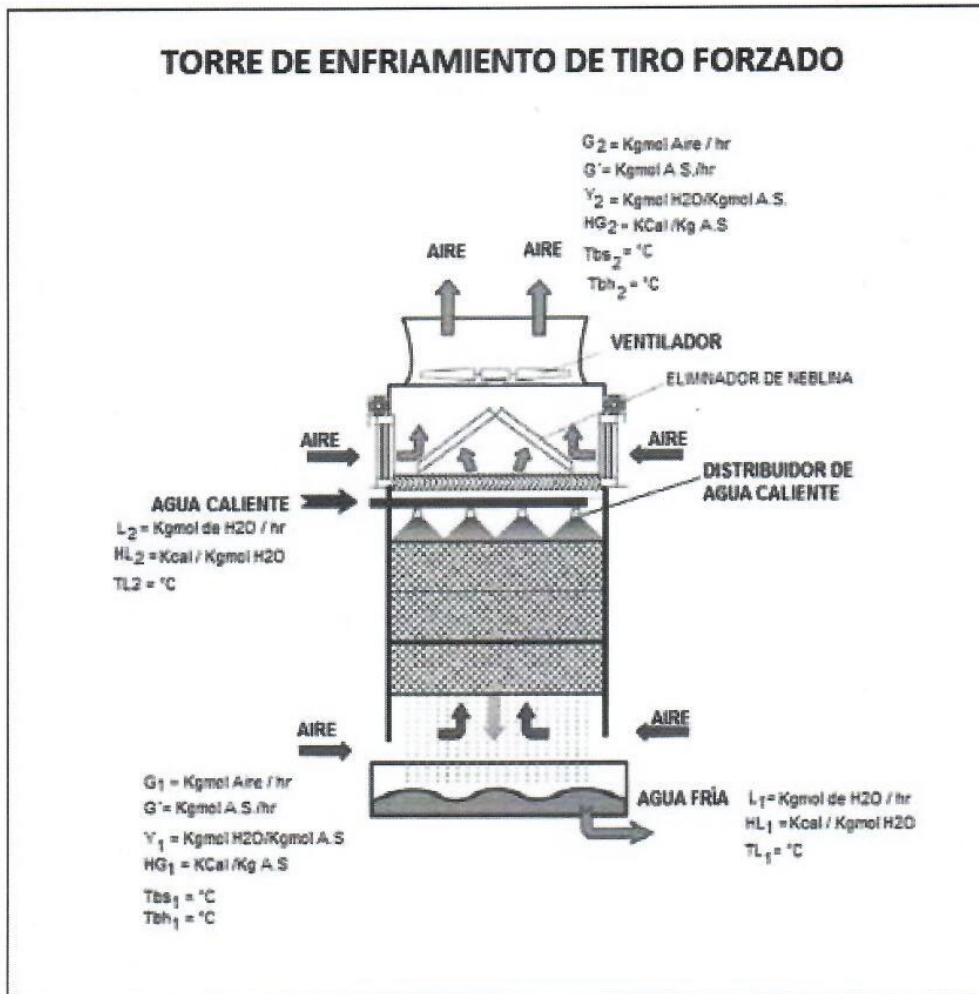 TORRE DE ENFRIAMIENTO DE TIRO FORZADO
G2 = Kgmol Aire / hr
G´= Kgmol A.S./hr
Y2 = Kgmol H2O/Kgmol A.S.
HG2 = KCal /Kg A.S
Tbs2 = °C
Tbh2 = °C
AIRE AIRE
VENTILADOR
ELIMINADOR DE NEBLINA
AIRE AIRE
DISTRIBUIDOR DE
AGUA CALIENTE
AGUA CALIENTE
L2 = Kgmol de H2O / hr
HL2 = Kcal / Kgmol H2O
TL2 = °C
AIRE AIRE
G1 = Kgmol Aire / hr
G´= Kgmol A.S./hr
Y1 = Kgmol H2O/Kgmol A.S
HG1 = KCal /Kg A.S
Tbs1 = °C
Tbh1 = °C
AGUA FRÌA
L1= Kgmol de H2O / hr
HL1 = Kcal / Kgmol H2O
TL1 = °C